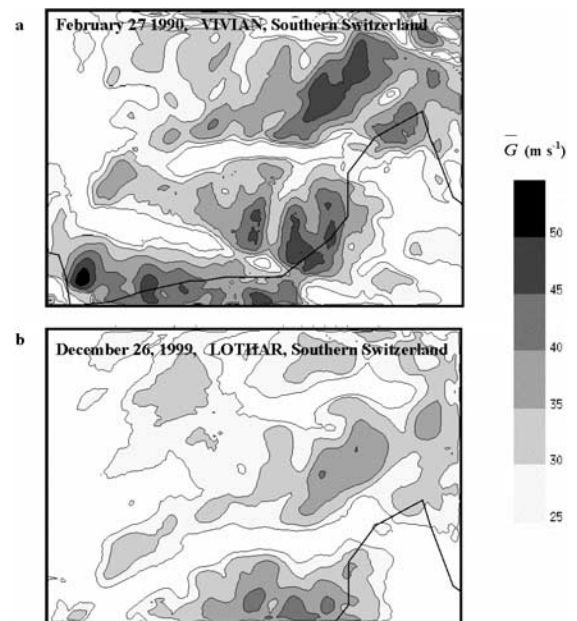 a
February 27 1990, VIVIAN, Southern Switzerland
G (m s⁻¹)
50
45
40
35
30
25
b
December 26, 1999, LOTHAR, Southern Switzerland